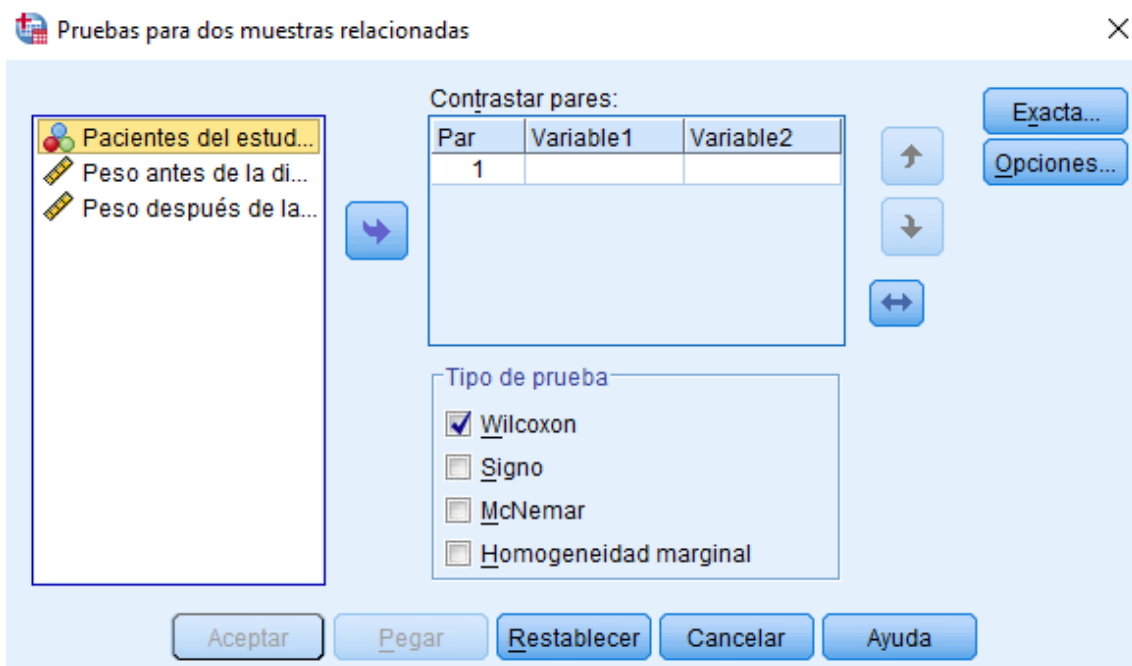 Pruebas para dos muestras relacionadas
Pacientes del estud...
Peso antes de la di...
Peso después de la...
Contrastar pares:
Par Variable1 Variable2
1
Exacta...
Opciones...
Tipo de prueba
Wilcoxon
Signo
McNemar
Homogeneidad marginal
Aceptar Pegar Restablecer Cancelar Ayuda